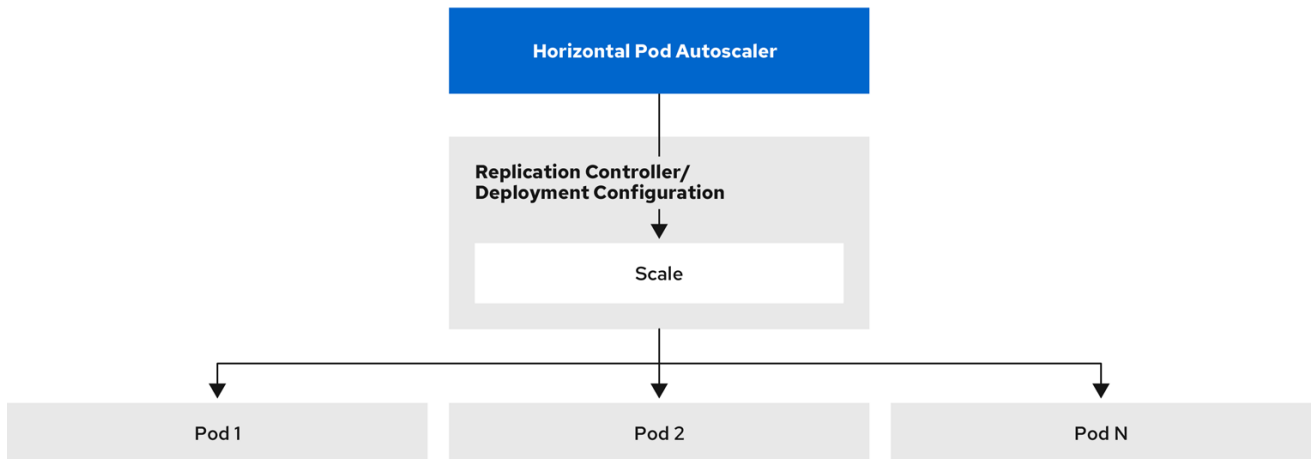 Horizontal Pod Autoscaler
Replication Controller/
Deployment Configuration
Scale
Pod 1
Pod 2
Pod N